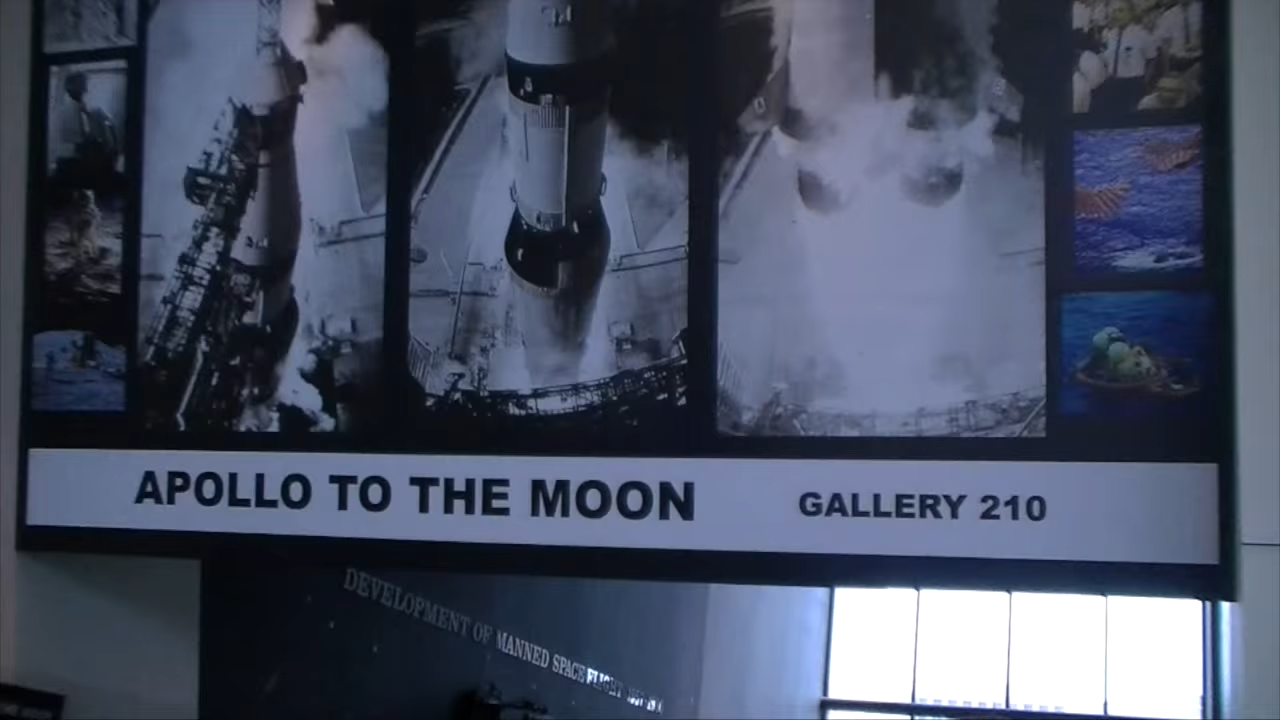 APOLLO TO THE MOON
GALLERY 210
DEVELOPMENT OF MANNED SPACE FLIGHT